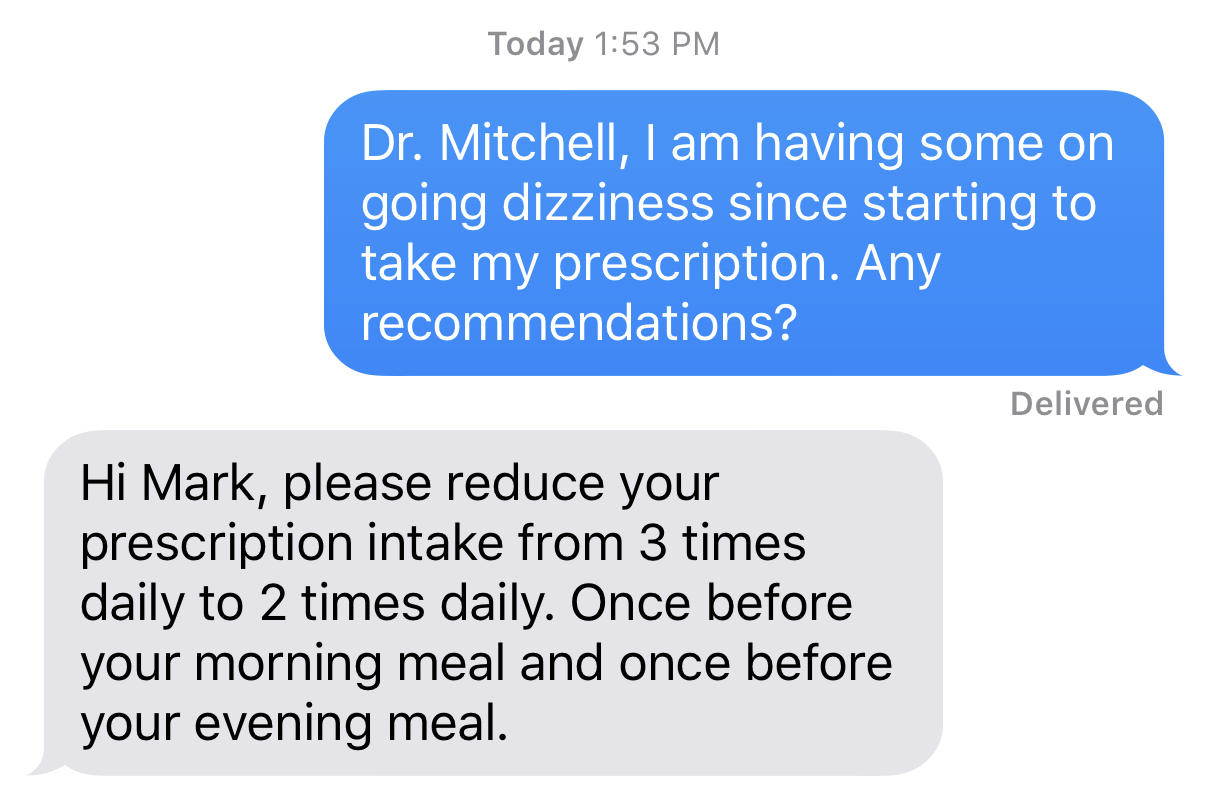 Today 1:53 PM
Dr. Mitchell, I am having some on
going dizziness since starting to
take my prescription. Any
recommendations?
Delivered
Hi Mark, please reduce your
prescription intake from 3 times
daily to 2 times daily. Once before
your morning meal and once before
your evening meal.